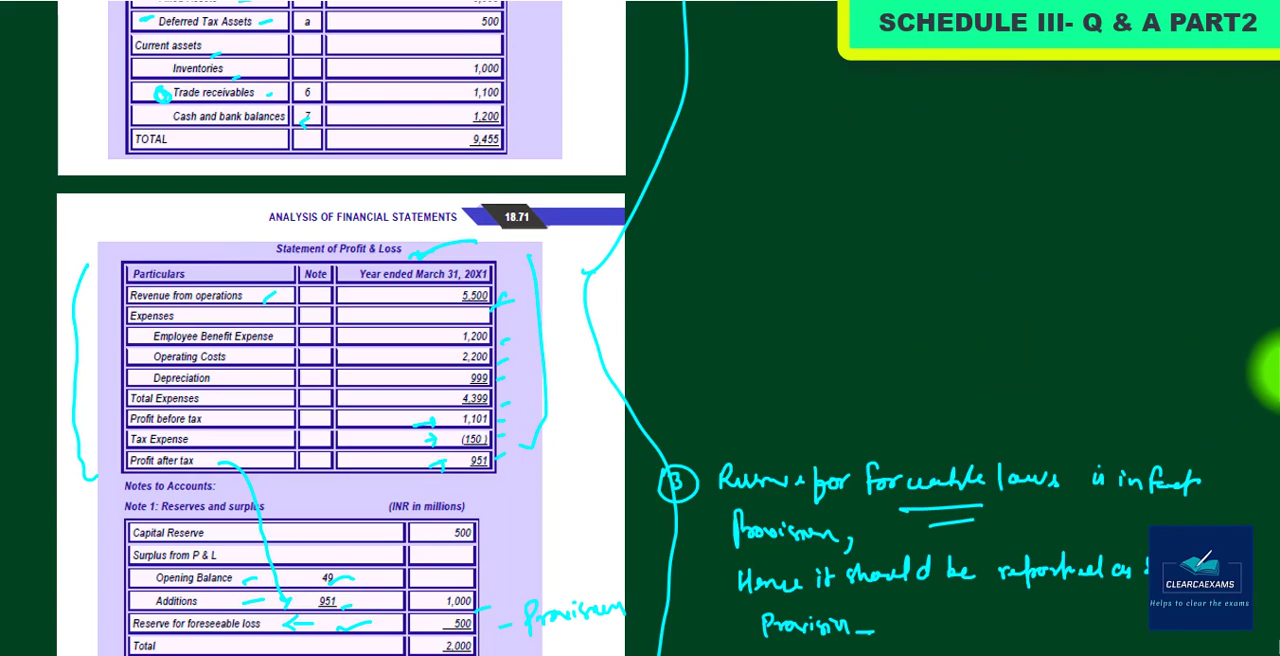 SCHEDULE III- Q & A PART2
Deferred Tax Assets a 500
Current assets
Inventories 1,000
Trade receivables 6 1,100
Cash and bank balances 7 1,200
TOTAL 9,455
ANALYSIS OF FINANCIAL STATEMENTS 18.71
Statement of Profit & Loss
Particulars Note Year ended March 31, 20X1
Revenue from operations 5,500
Expenses
Employee Benefit Expense 1,200
Operating Costs 2,200
Depreciation 999
Total Expenses 4,399
Profit before tax 1,101
Tax Expense (150)
Profit after tax 951
Notes to Accounts:
Note 1: Reserves and surplus (INR in millions)
Capital Reserve 500
Surplus from P & L
Opening Balance 49
Additions 951 1,000
Reserve for foreseeable loss 500
Total 2,000
- Provision
3 for is in fact
Provision,
Hence it should be reported as
Provision
CLEARCAEXAMS
Helps to clear the exams